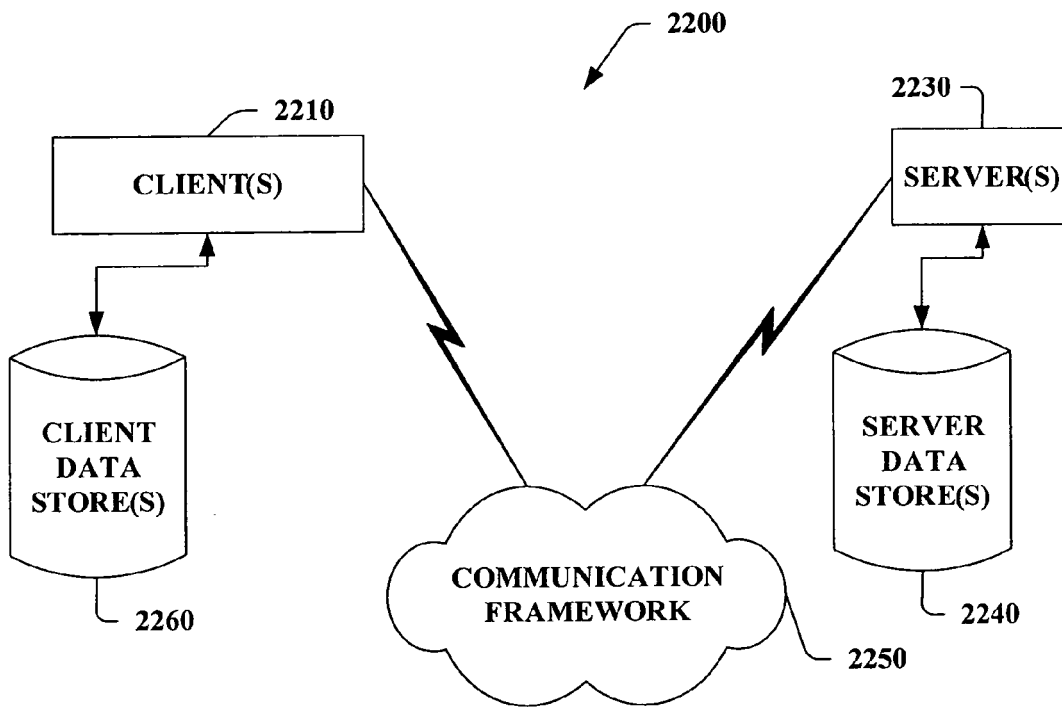 2200
2210
2230
CLIENT(S)
SERVER(S)
CLIENT
DATA
STORE(S)
SERVER
DATA
STORE(S)
COMMUNICATION
FRAMEWORK
2260
2240
2250